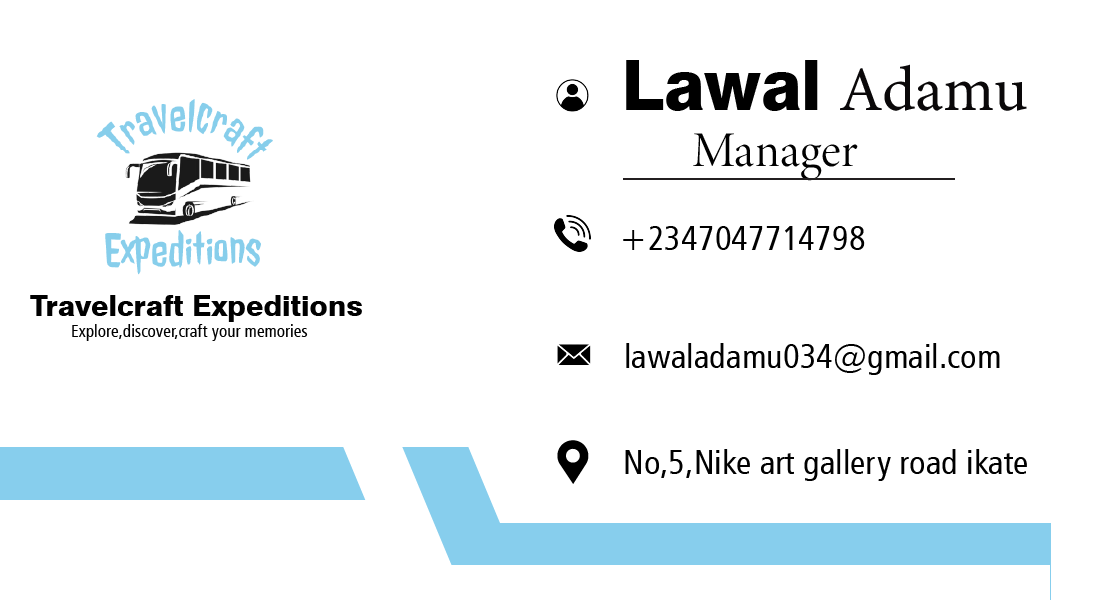 TravelCraft
Expeditions
Travelcraft Expeditions
Explore,discover,craft your memories
Lawal Adamu
Manager
+2347047714798
lawaladamu034@gmail.com
No,5,Nike art gallery road ikate